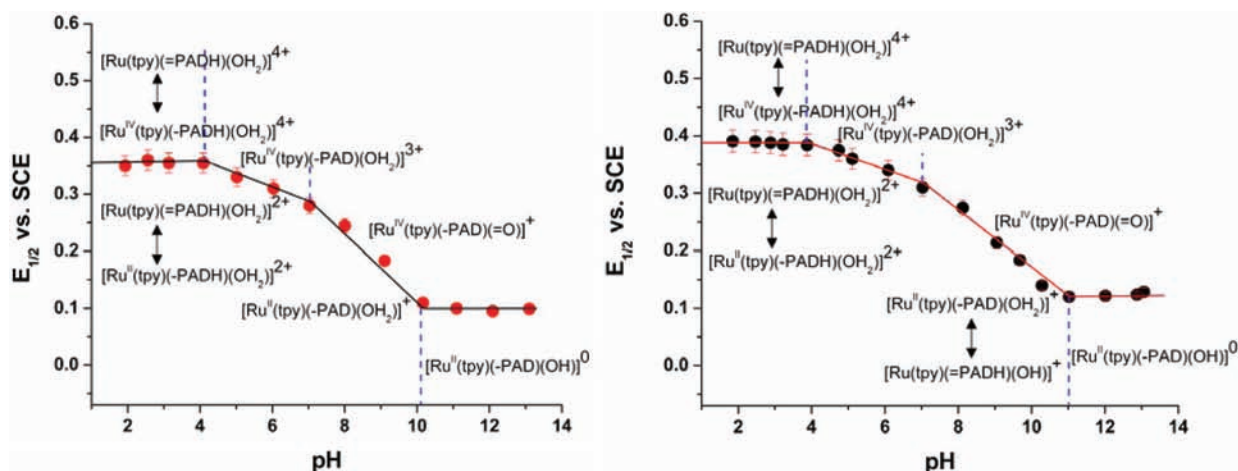 0.6
0.5
0.4
0.3
0.2
0.1
0.0
E1/2 vs. SCE
[Ru(tpy)(=PADH)(OH2)]4+
[RuIV(tpy)(-PADH)(OH2)]4+
[RuIV(tpy)(-PAD)(OH2)]3+
[Ru(tpy)(=PADH)(OH2)]2+
[RuIV(tpy)(-PAD)(=O)]+
[RuII(tpy)(-PADH)(OH2)]2+
[RuII(tpy)(-PAD)(OH2)]+
[RuII(tpy)(-PAD)(OH)]0
2 4 6 8 10 12 14
pH
0.6
0.5
0.4
0.3
0.2
0.1
0.0
E1/2 vs. SCE
[Ru(tpy)(=PADH)(OH2)]4+
[RuIV(tpy)(-PADH)(OH2)]4+
[RuIV(tpy)(-PAD)(OH2)]3+
[Ru(tpy)(=PADH)(OH2)]2+
[RuIV(tpy)(-PAD)(=O)]+
[RuII(tpy)(-PADH)(OH2)]2+
[RuII(tpy)(-PAD)(OH2)]+
[RuII(tpy)(-PAD)(OH)]0
[Ru(tpy)(=PADH)(OH)]+
2 4 6 8 10 12 14
pH